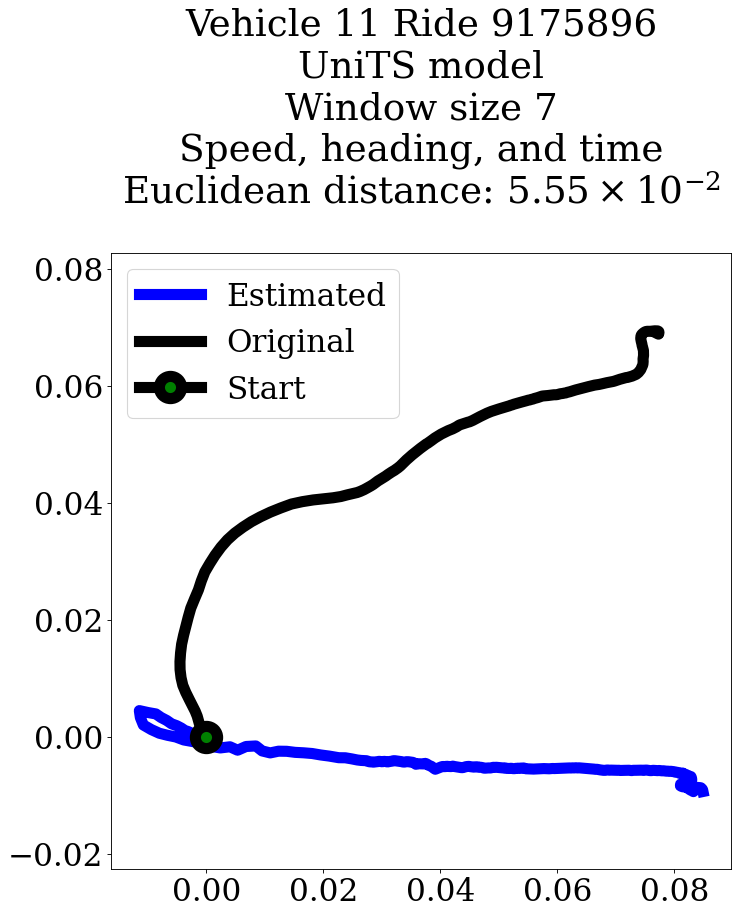 Vehicle 11 Ride 9175896
UniTS model
Window size 7
Speed, heading, and time
Euclidean distance: 5.55 × 10⁻²
0.08
Estimated
Original
0.06
Start
0.04
0.02
0.00
−0.02
0.00 0.02 0.04 0.06 0.08